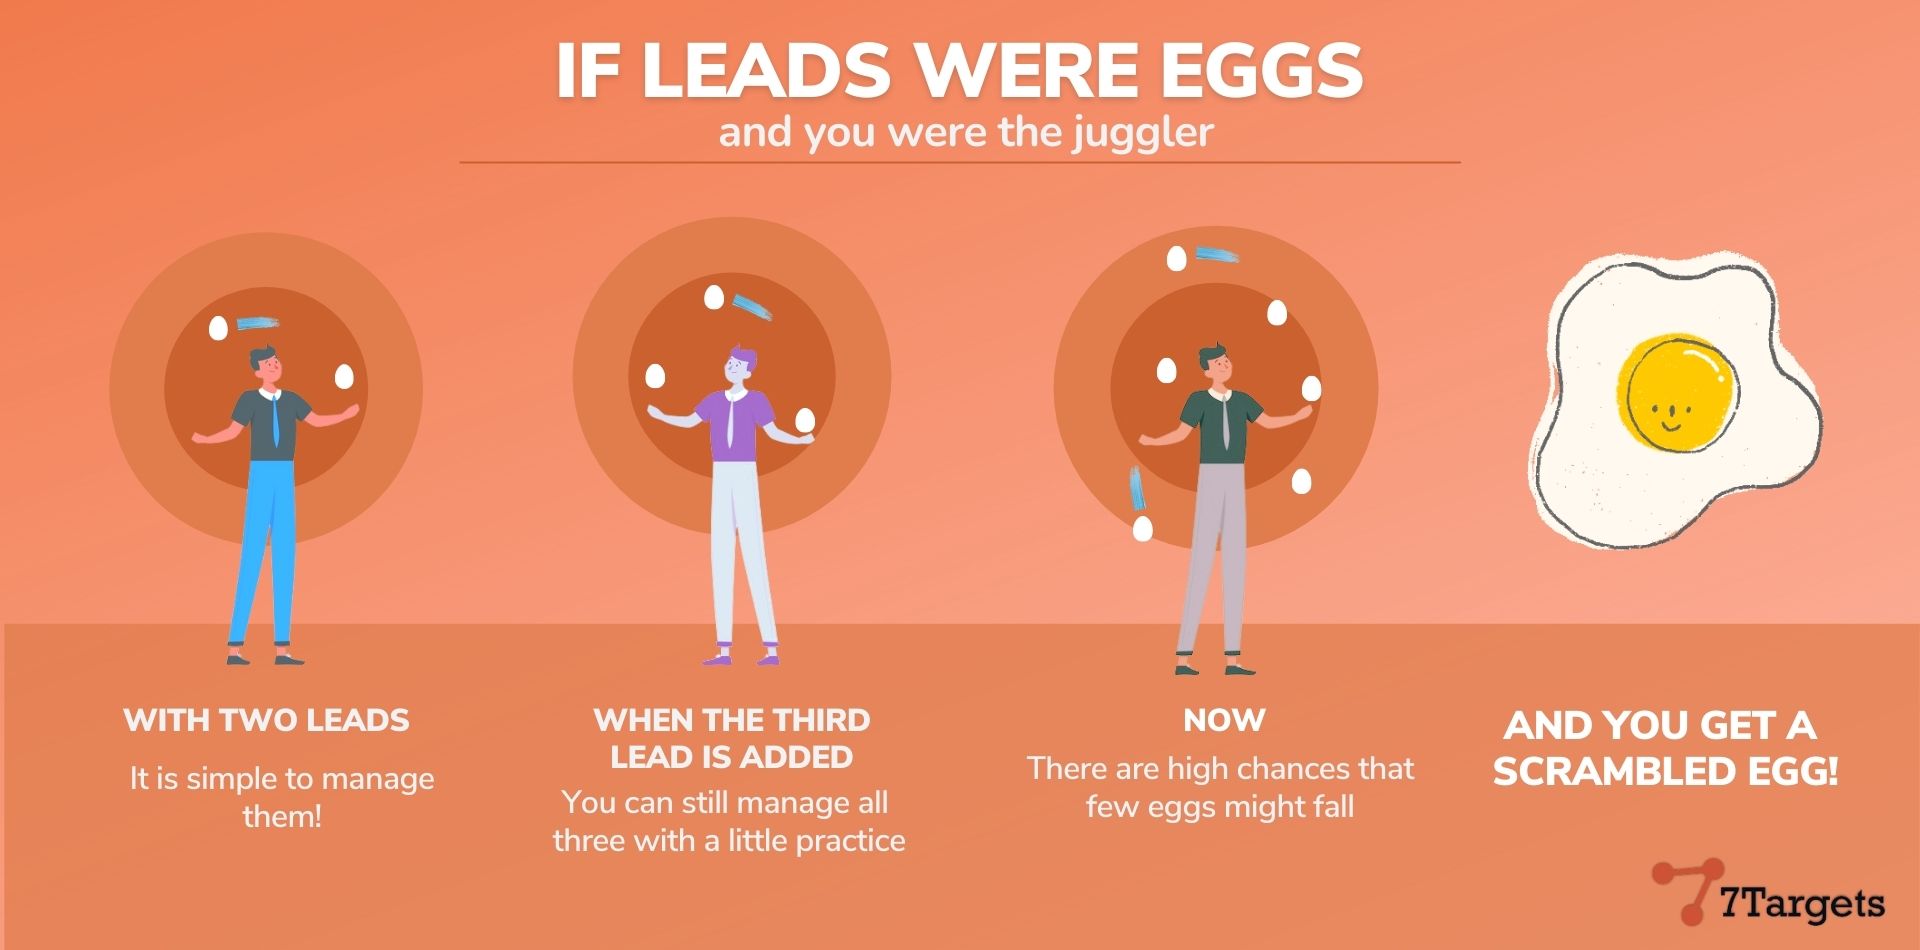 IF LEADS WERE EGGS
and you were the juggler
WITH TWO LEADS
It is simple to manage
them!
WHEN THE THIRD
LEAD IS ADDED
You can still manage all
three with a little practice
NOW
There are high chances that
few eggs might fall
AND YOU GET A
SCRAMBLED EGG!
7Targets